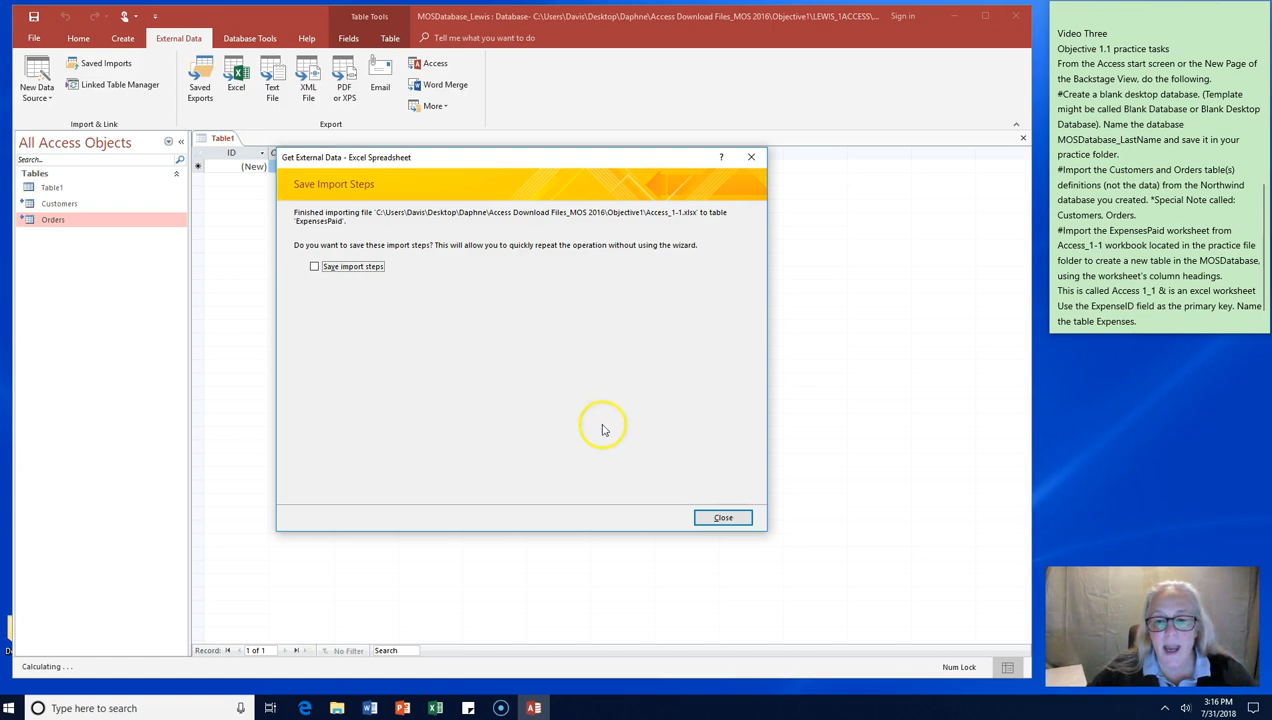 Table Tools
MOSDatabase_Lewis : Database- C:\Users\Davis\Desktop\Daphne\Access Download Files_MOS 2016\Objective1\LEWIS_1ACCESS\,...
Sign in
File Home Create External Data Database Tools Help Fields Table Tell me what you want to do
New Data Source
Saved Imports
Linked Table Manager
Saved Exports
Excel
Text File
XML File
PDF or XPS
Email
Access
Word Merge
More
Import & Link
Export
All Access Objects
Search...
Tables
Table1
Customers
Orders
Table1
ID
(New)
Get External Data - Excel Spreadsheet
?
Save Import Steps
Finished importing file 'C:\Users\Davis\Desktop\Daphne\Access Download Files_MOS 2016\Objective1\Access_1-1.xlsx' to table
'ExpensesPaid'.
Do you want to save these import steps? This will allow you to quickly repeat the operation without using the wizard.
Save import steps
Close
Record: 1 of 1 No Filter Search
Calculating . . .
Num Lock
Video Three
Objective 1.1 practice tasks
From the Access start screen or the New Page of
the Backstage View, do the following.
#Create a blank desktop database. (Template
might be called Blank Database or Blank Desktop
Database). Name the database
MOSDatabase_LastName and save it in your
practice folder.
#Import the Customers and Orders table(s)
definitions (not the data) from the Northwind
database you created. *Special Note called:
Customers, Orders.
#Import the ExpensesPaid worksheet from
Access_1-1 workbook located in the practice file
folder to create a new table in the MOSDatabase,
using the worksheet's column headings.
This is called Access 1_1 & is an excel worksheet
Use the ExpenseID field as the primary key. Name
the table Expenses.
Type here to search
3:16 PM
7/31/2018